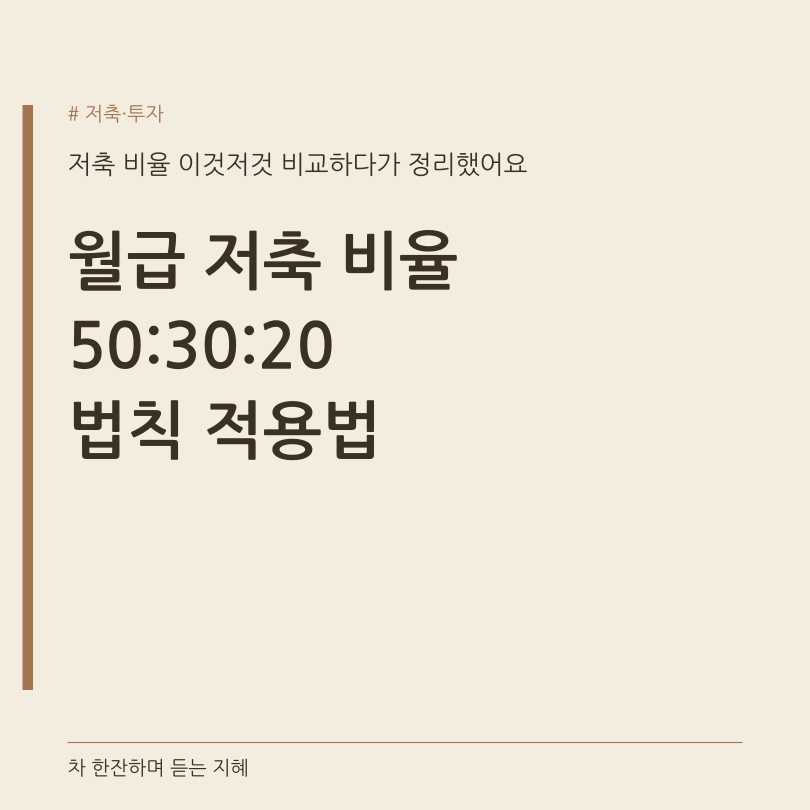 # 저축·투자
저축 비율 이것저것 비교하다가 정리했어요
월급 저축 비율
50:30:20
법칙 적용법
차 한잔하며 듣는 지혜